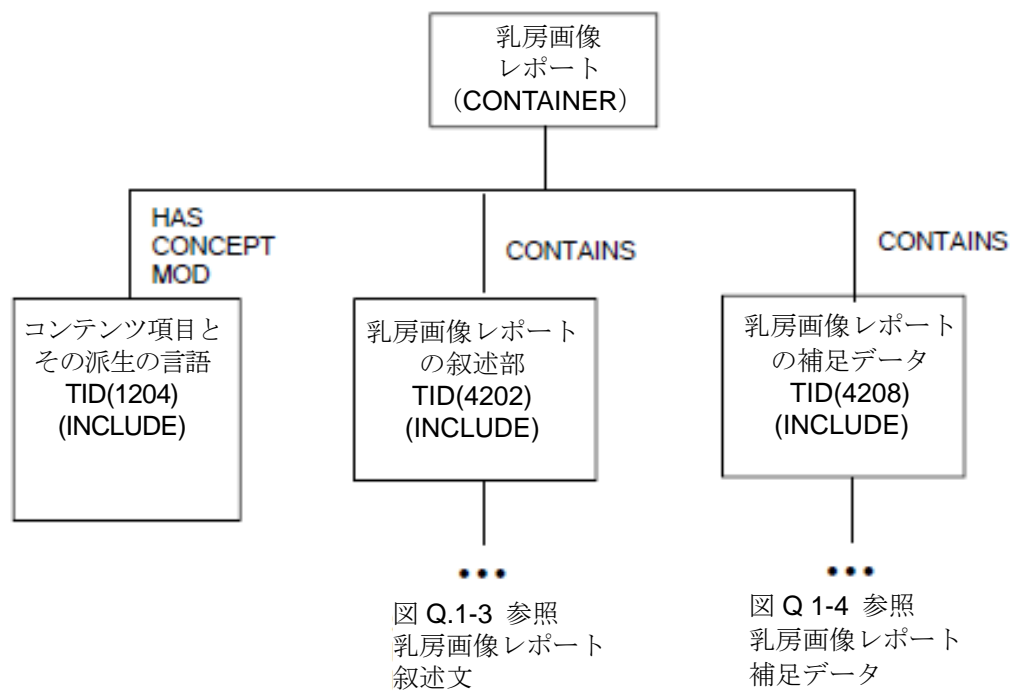 乳房画像
レポート
（CONTAINER）
HAS
CONCEPT
MOD
CONTAINS
CONTAINS
コンテンツ項目と
その派生の言語
TID(1204)
(INCLUDE)
乳房画像レポート
の叙述部
TID(4202)
(INCLUDE)
乳房画像レポート
の補足データ
TID(4208)
(INCLUDE)
•••
図 Q.1-3 参照
乳房画像レポート
叙述文
•••
図 Q 1-4 参照
乳房画像レポート
補足データ